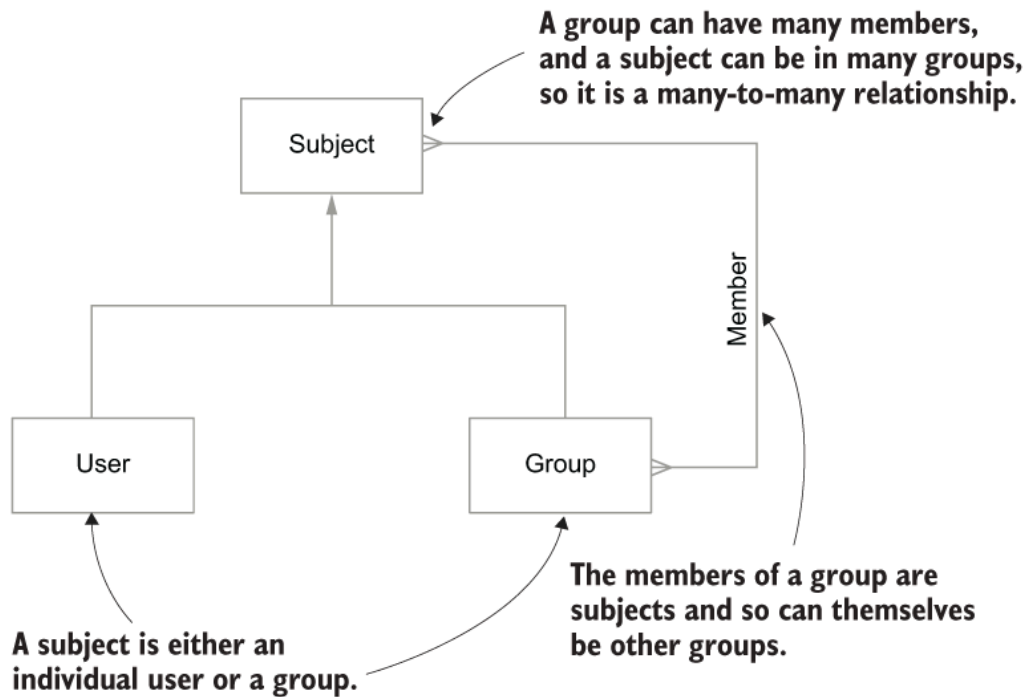 A group can have many members,
and a subject can be in many groups,
so it is a many-to-many relationship.
Subject
Member
User
Group
The members of a group are
subjects and so can themselves
be other groups.
A subject is either an
individual user or a group.